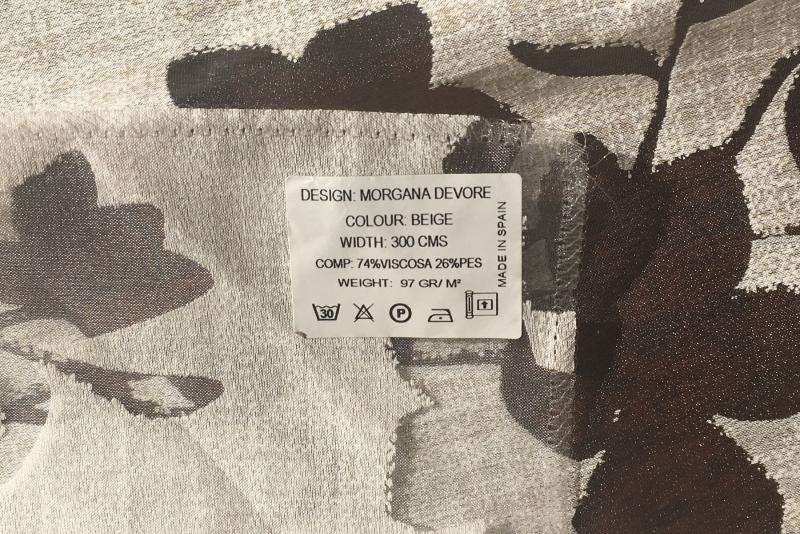 DESIGN: MORGANA DEVORE
COLOUR: BEIGE
WIDTH: 300 CMS
COMP: 74%VISCOSA 26%PES
WEIGHT: 97 GR/ M²
MADE IN SPAIN
30
P